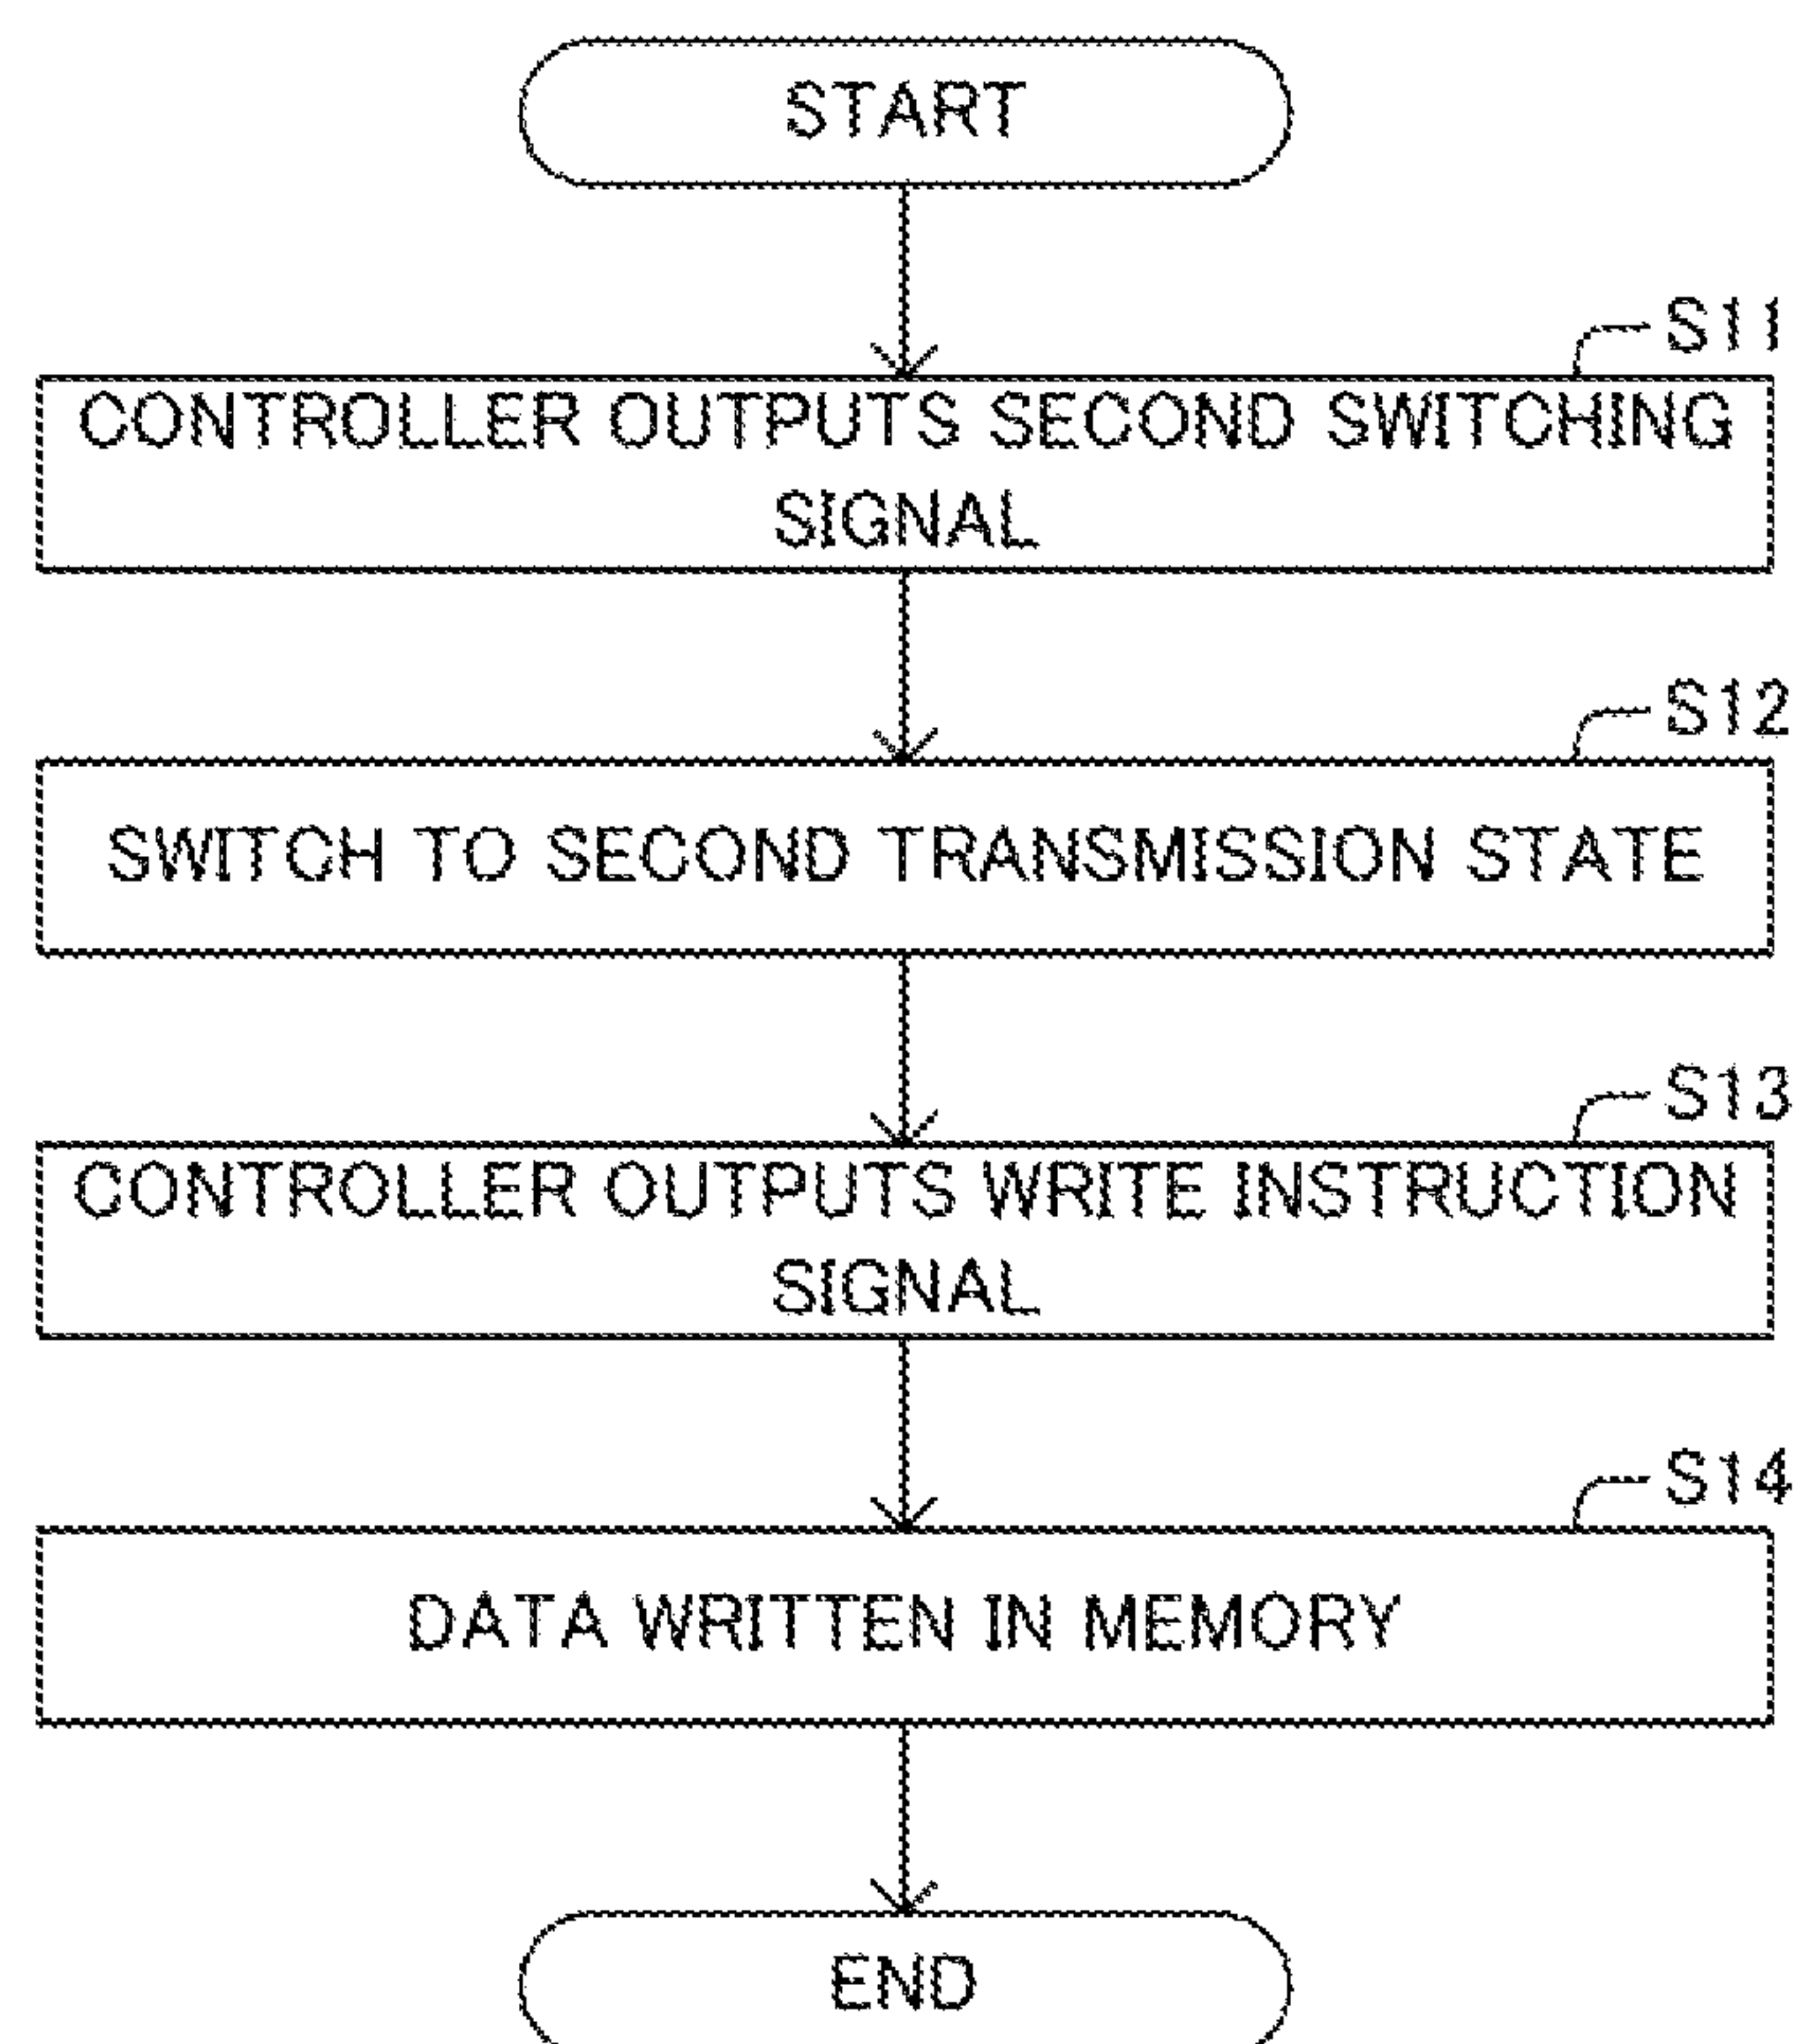 START
S11
CONTROLLER OUTPUTS SECOND SWITCHING
SIGNAL
S12
SWITCH TO SECOND TRANSMISSION STATE
S13
CONTROLLER OUTPUTS WRITE INSTRUCTION
SIGNAL
S14
DATA WRITTEN IN MEMORY
END